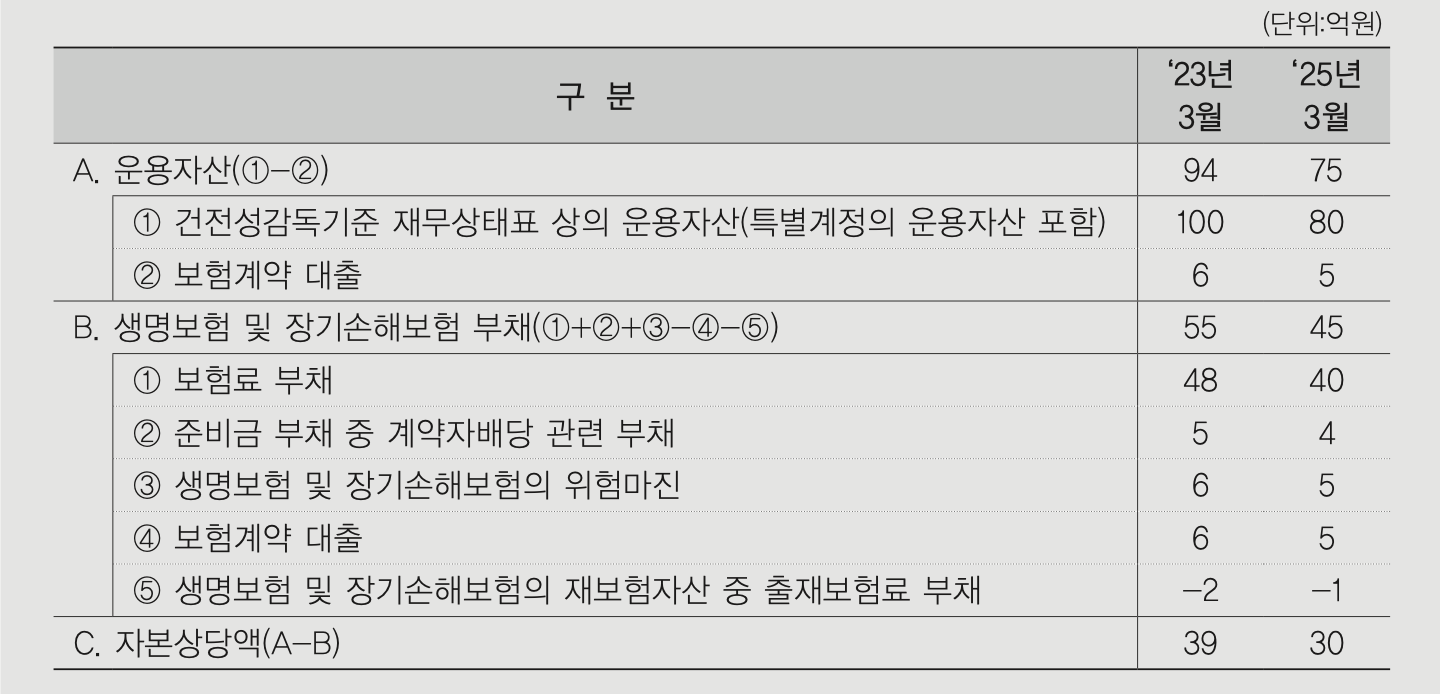 (단위:억원)
구 분 ‘23년 3월 ‘25년 3월
A. 운용자산(①-②) 94 75
① 건전성감독기준 재무상태표 상의 운용자산(특별계정의 운용자산 포함) 100 80
② 보험계약 대출 6 5
B. 생명보험 및 장기손해보험 부채(①+②+③-④-⑤) 55 45
① 보험료 부채 48 40
② 준비금 부채 중 계약자배당 관련 부채 5 4
③ 생명보험 및 장기손해보험의 위험마진 6 5
④ 보험계약 대출 6 5
⑤ 생명보험 및 장기손해보험의 재보험자산 중 출재보험료 부채 -2 -1
C. 자본상당액(A-B) 39 30